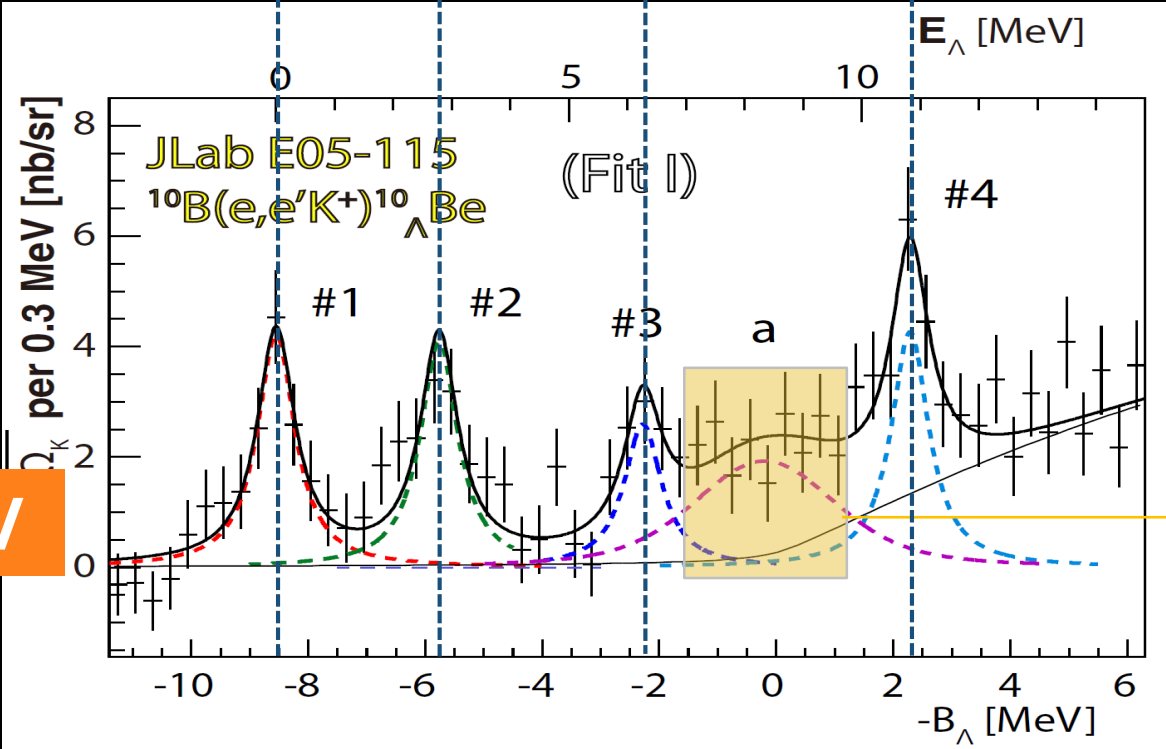 E_Λ [MeV]
0 5 10
8
6
4
2
0
Ω_K per 0.3 MeV [nb/sr]
JLab E05-115
¹⁰B(e,e’K⁺)¹⁰_ΛBe
(Fit I)
#1
#2
#3
a
#4
-10 -8 -6 -4 -2 0 2 4 6
-B_Λ [MeV]